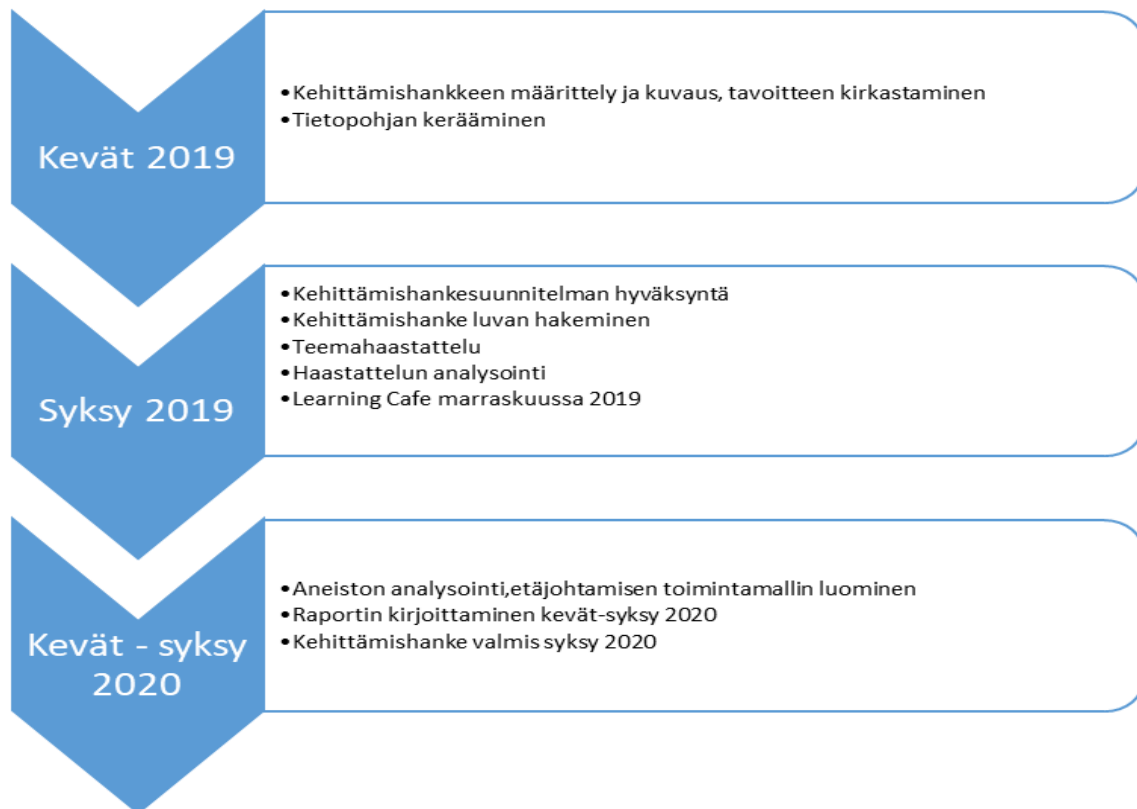 Kevät 2019
•Kehittämishankkeen määrittely ja kuvaus, tavoitteen kirkastaminen
•Tietopohjan kerääminen
Syksy 2019
•Kehittämishankesuunnitelman hyväksyntä
•Kehittämishanke luvan hakeminen
•Teemahaastattelu
•Haastattelun analysointi
•Learning Cafe marraskuussa 2019
Kevät - syksy
2020
•Aneiston analysointi,etäjohtamisen toimintamallin luominen
•Raportin kirjoittaminen kevät-syksy 2020
•Kehittämishanke valmis syksy 2020